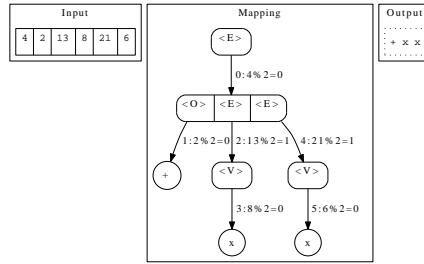 Input
4 2 13 8 21 6
Mapping
<E>
0:4%2=0
<O> <E> <E>
1:2%2=0 2:13%2=1 4:21%2=1
+ <V> <V>
3:8%2=0 5:6%2=0
x x
Output
+ x x